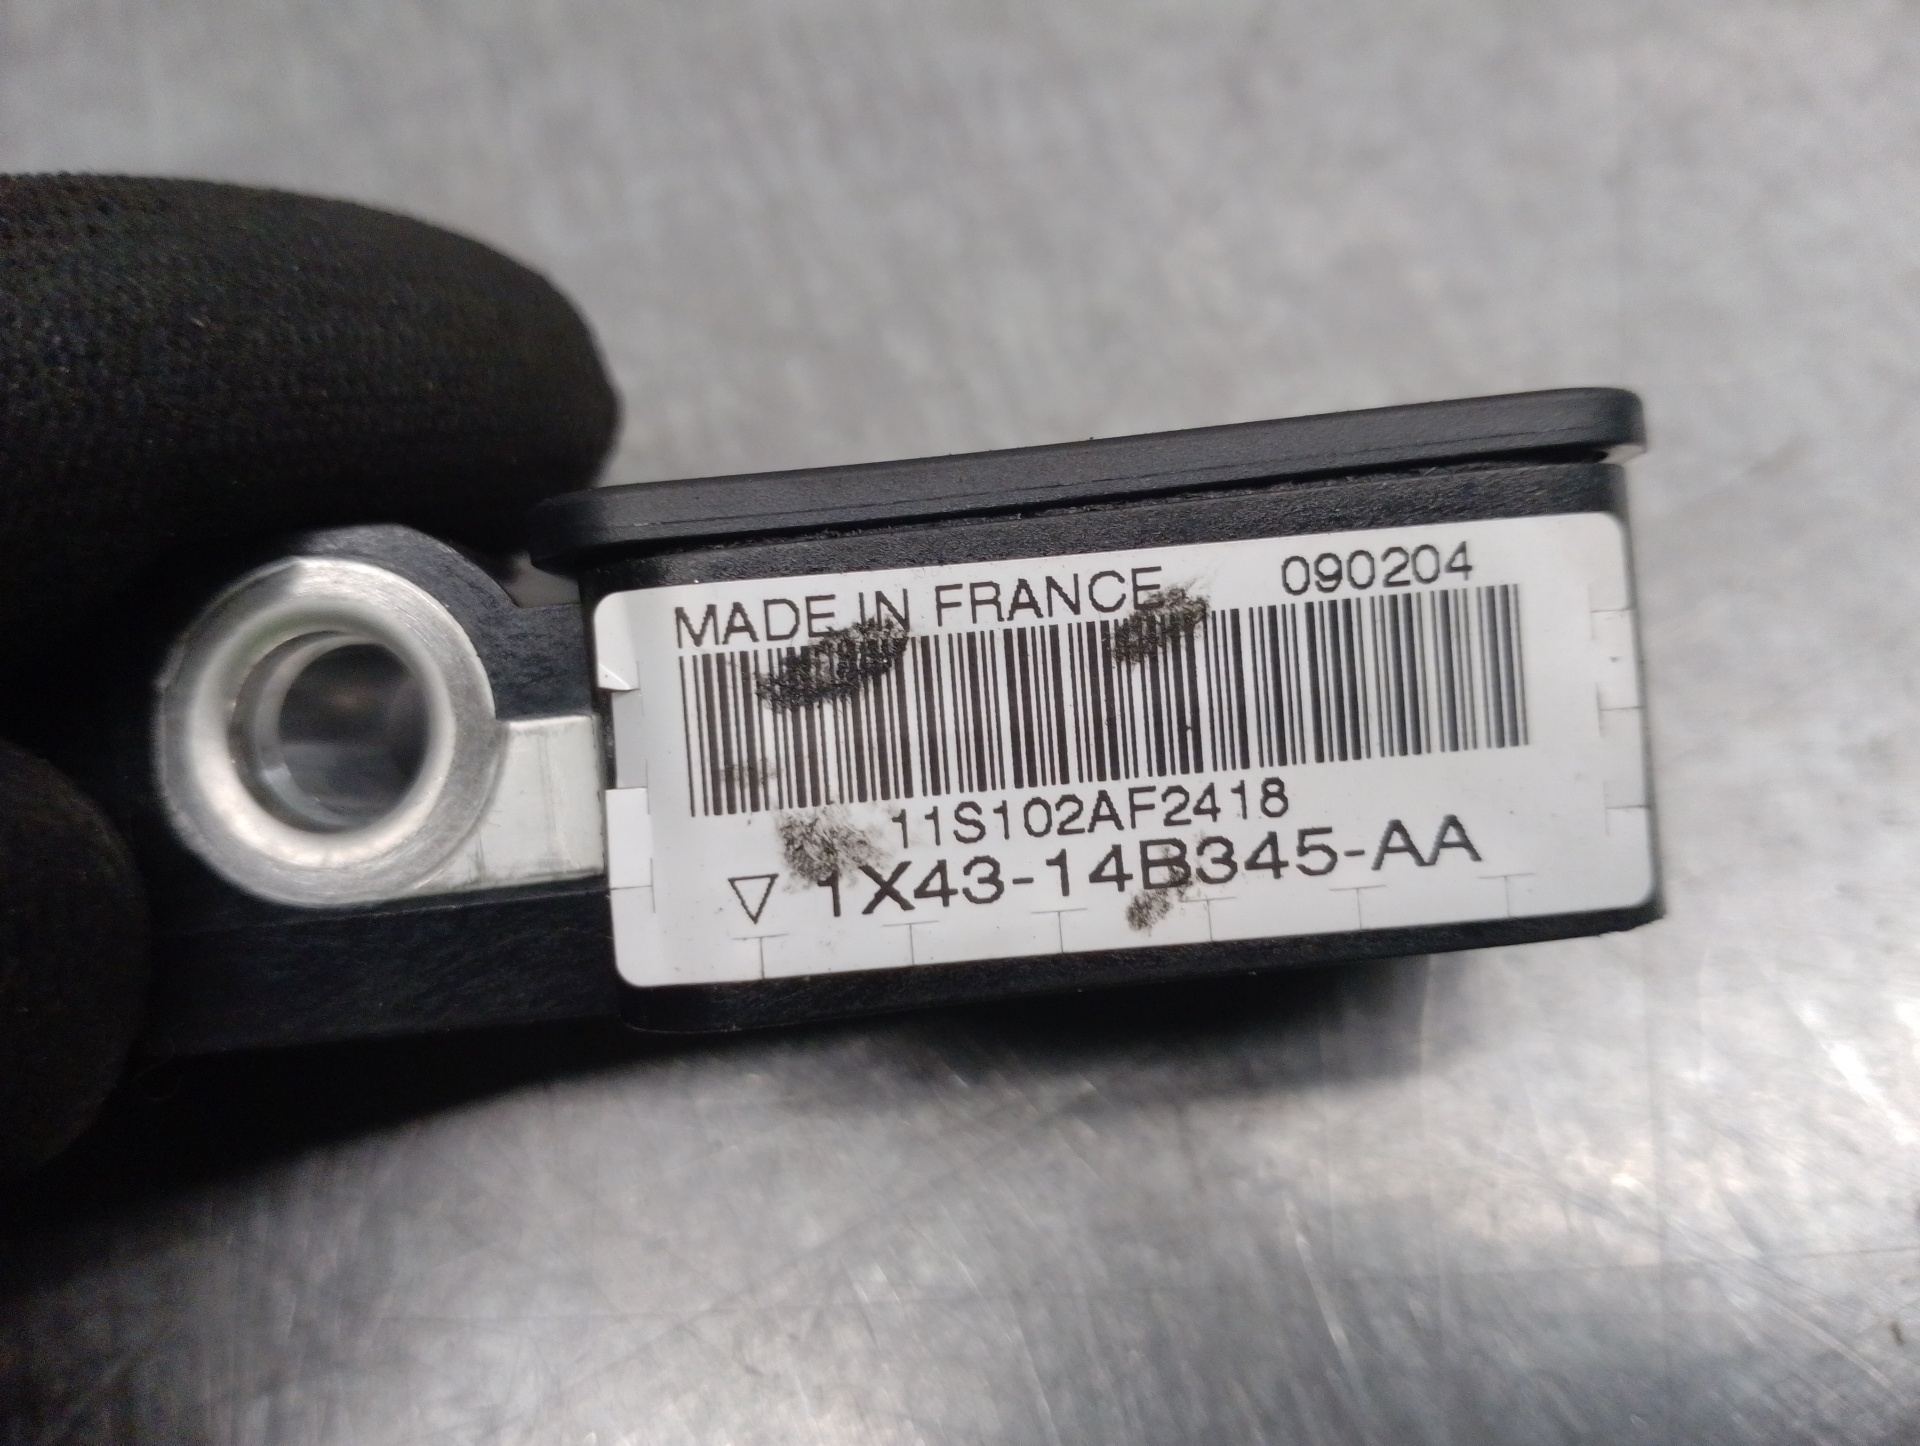 MADE IN FRANCE 090204
11S102AF2418
▽ 1X43-14B345-AA